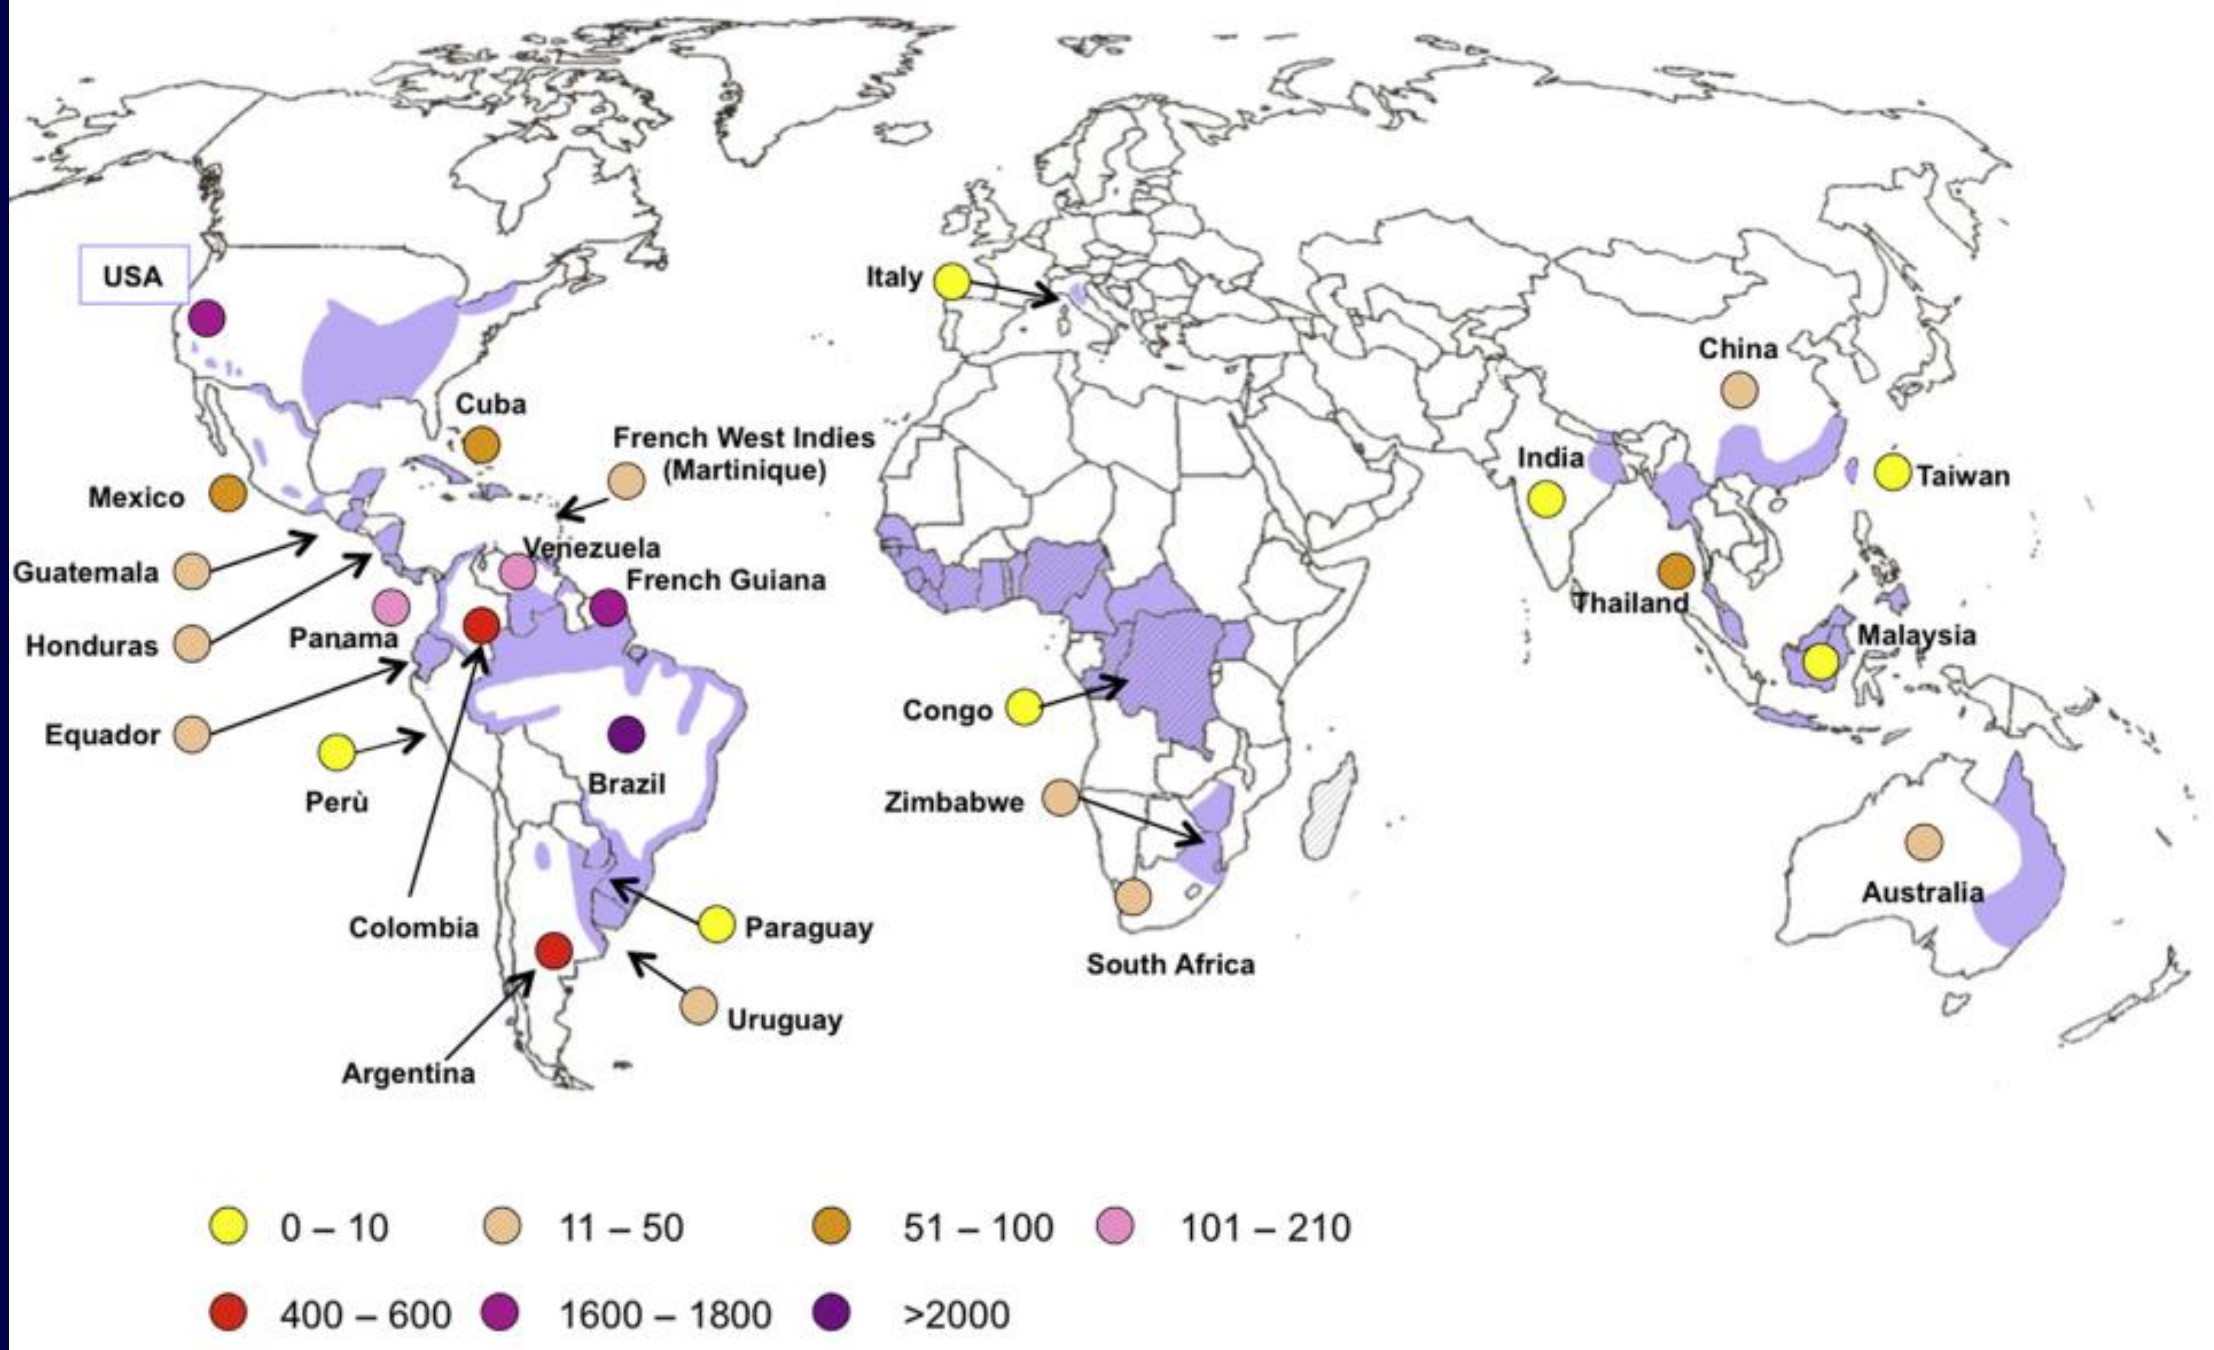 USA
Italy
China
Cuba
French West Indies
(Martinique)
India
Mexico
Taiwan
Venezuela
Guatemala
French Guiana
Thailand
Panama
Malaysia
Honduras
Congo
Equador
Brazil
Perù
Zimbabwe
Australia
Colombia
Paraguay
South Africa
Uruguay
Argentina
0 – 10 11 – 50 51 – 100 101 – 210
400 – 600 1600 – 1800 >2000